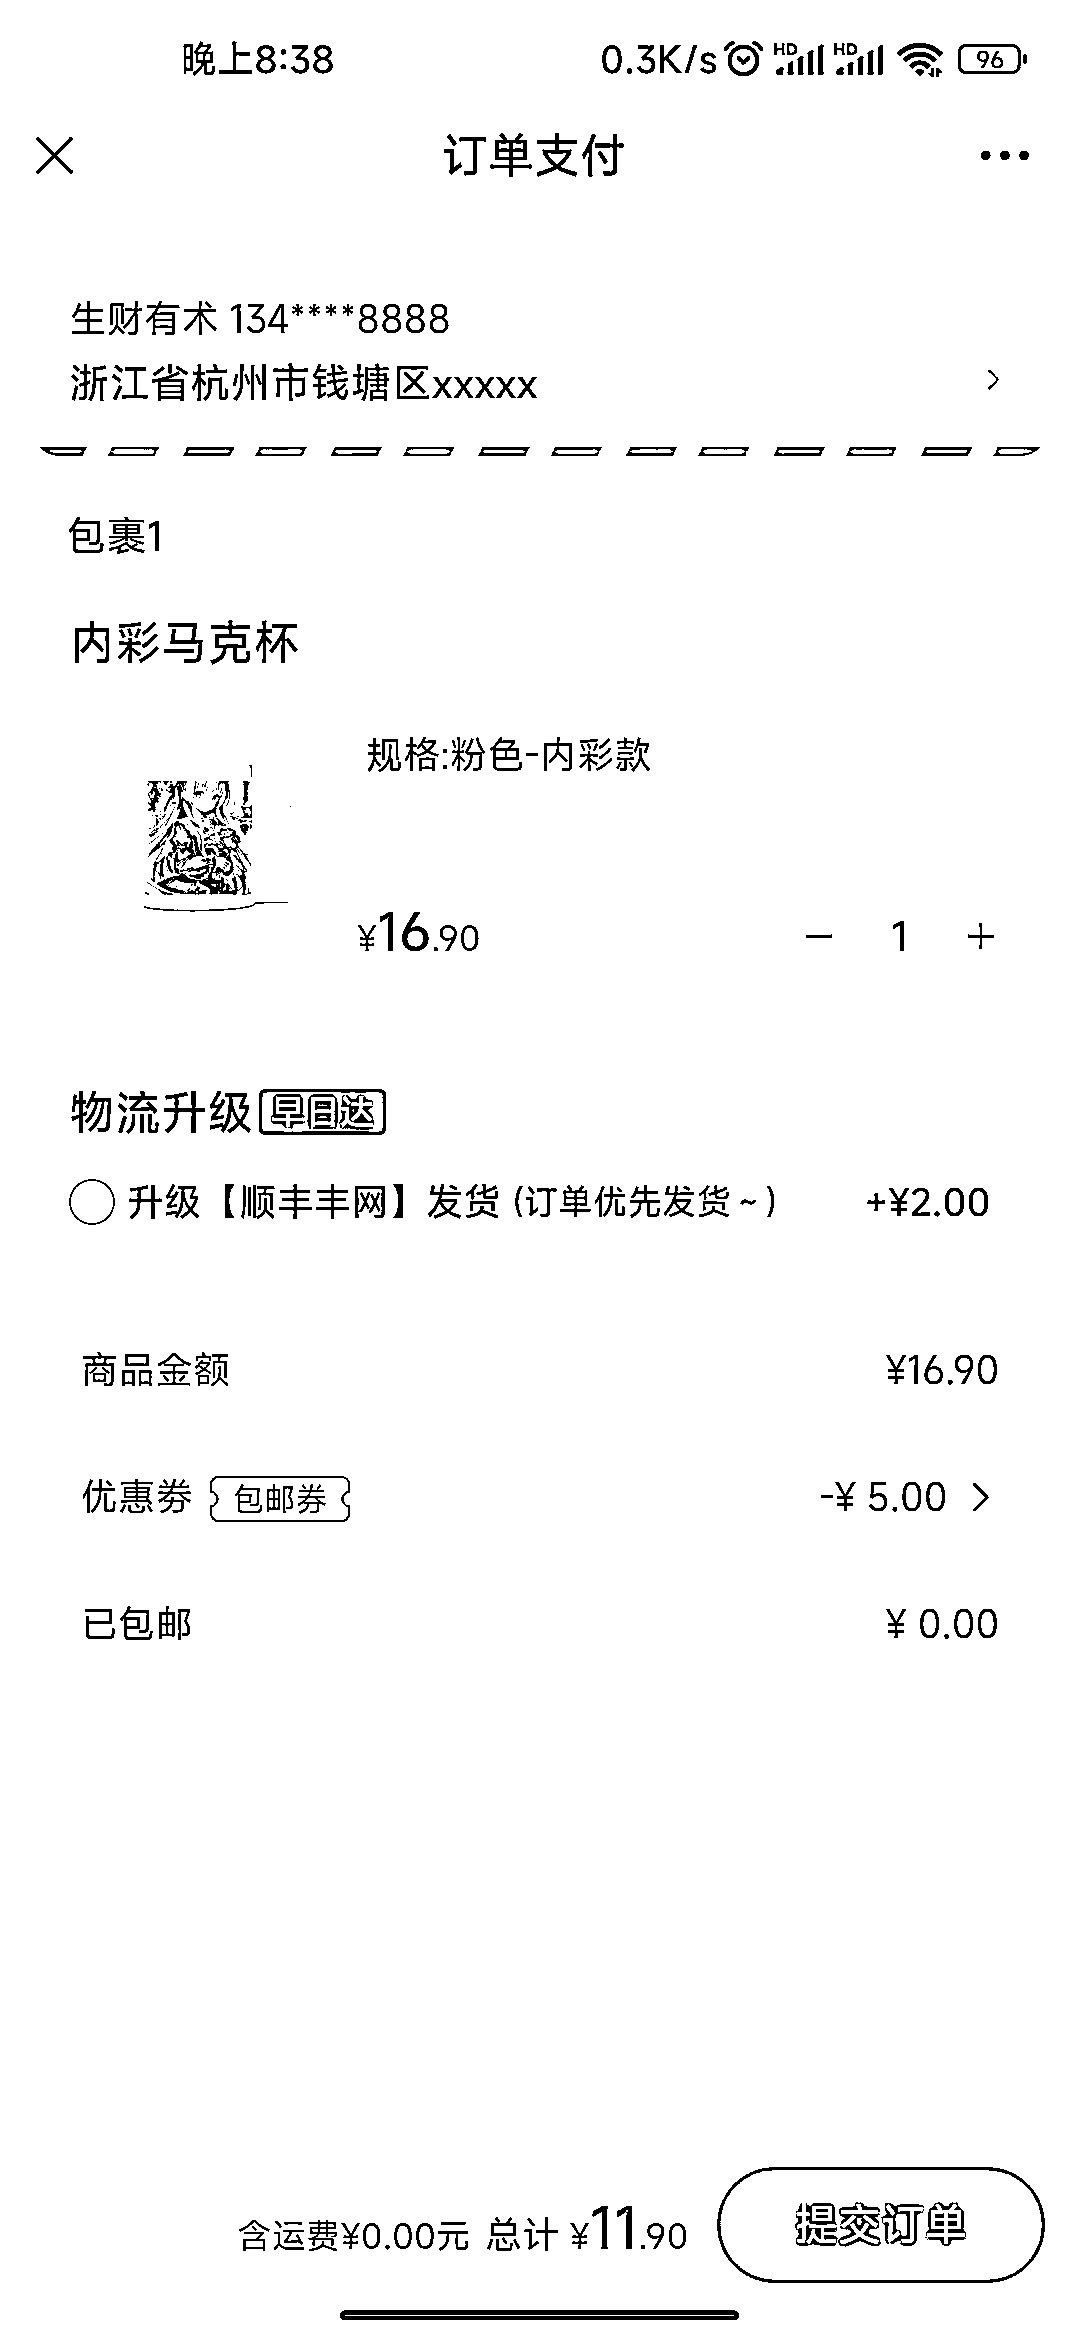 晚上8:38 0.3K/s HD HD 96
订单支付
生财有术 134****8888
浙江省杭州市钱塘区xxxxx
包裹1
内彩马克杯
规格:粉色-内彩款
¥16.90 1
物流升级 早日达
升级【顺丰丰网】发货 (订单优先发货~) +¥2.00
商品金额 ¥16.90
优惠券 包邮券 -¥ 5.00
已包邮 ¥ 0.00
含运费¥0.00元 总计 ¥11.90 提交订单